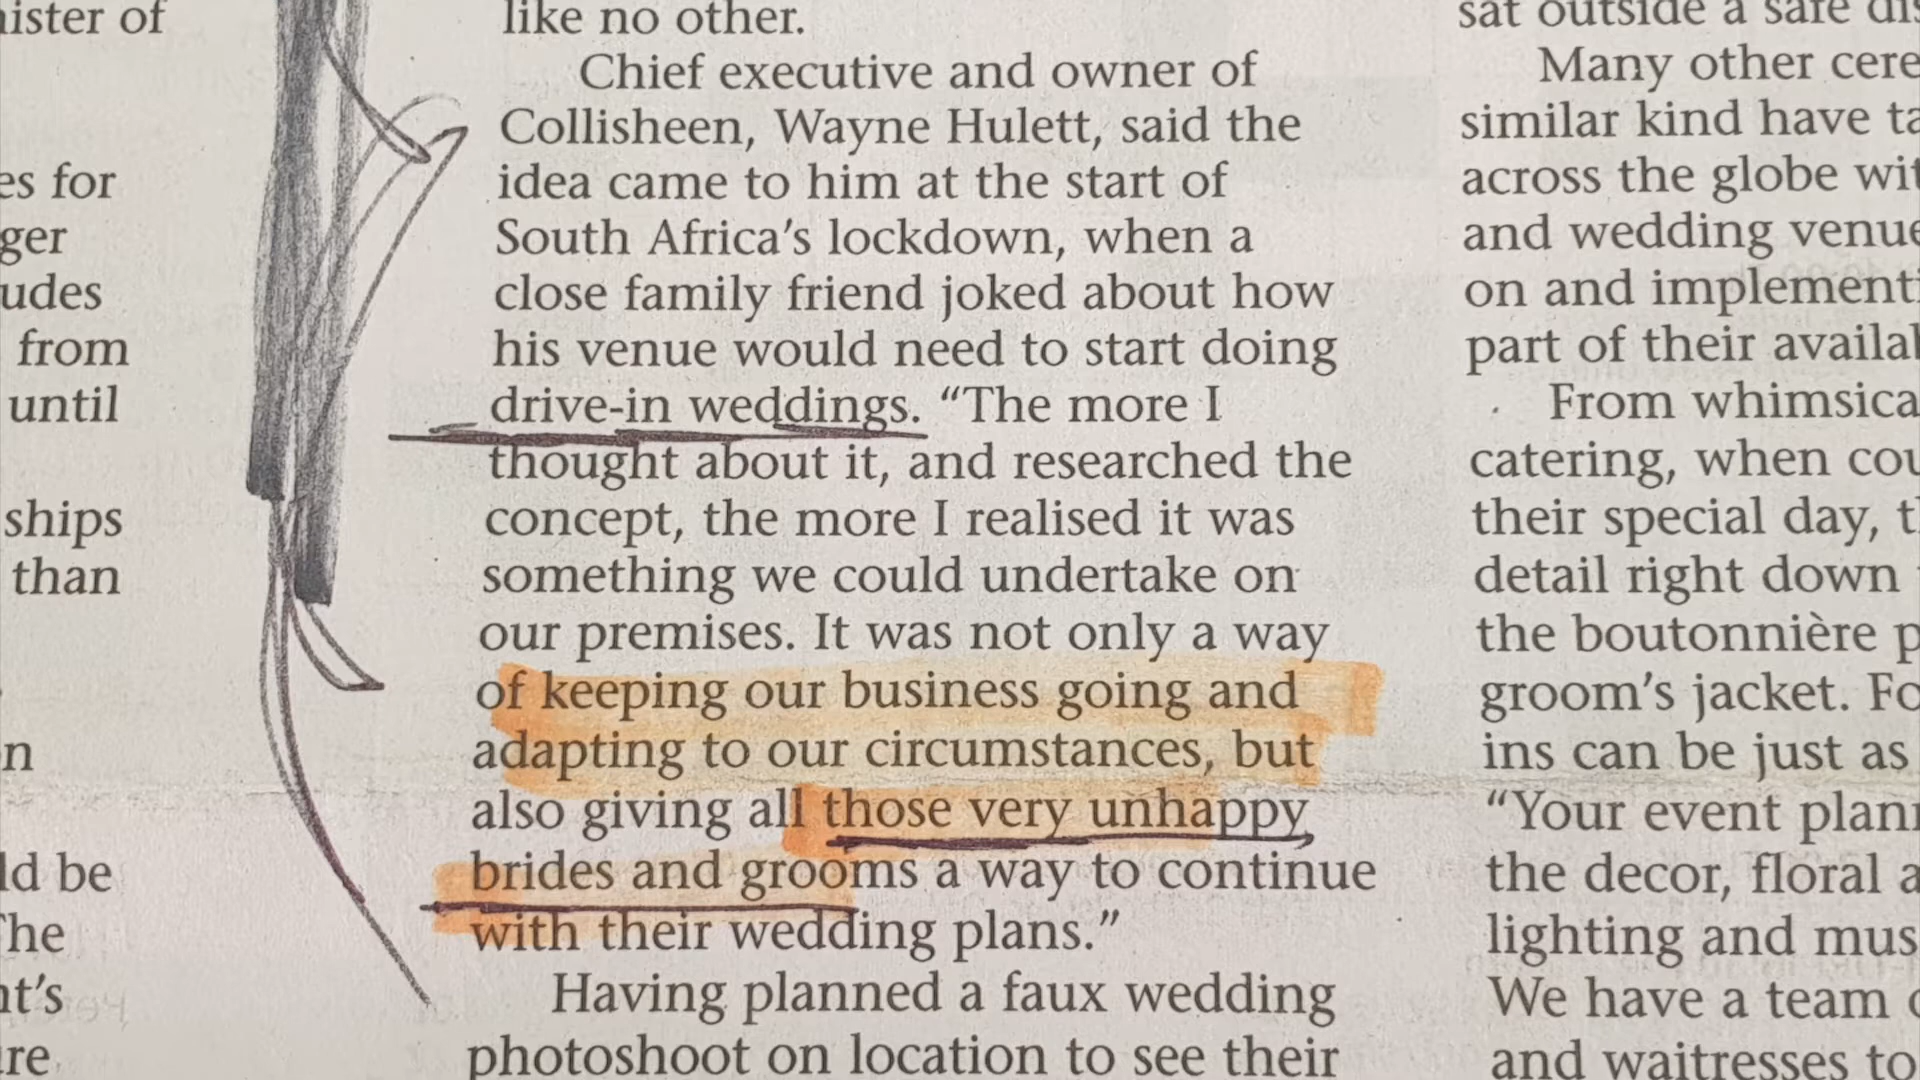 ister of
es for
ger
udes
from
until
ships
than
n
ld be
The
nt's
re
like no other.
Chief executive and owner of
Collisheen, Wayne Hulett, said the
idea came to him at the start of
South Africa's lockdown, when a
close family friend joked about how
his venue would need to start doing
drive-in weddings. “The more I
thought about it, and researched the
concept, the more I realised it was
something we could undertake on
our premises. It was not only a way
of keeping our business going and
adapting to our circumstances, but
also giving all those very unhappy
brides and grooms a way to continue
with their wedding plans.”
Having planned a faux wedding
photoshoot on location to see their
sat outside a safe dis
Many other cere
similar kind have ta
across the globe wit
and wedding venue
on and implementi
part of their availal
From whimsica
catering, when cou
their special day, t
detail right down
the boutonnière p
groom's jacket. Fo
ins can be just as
“Your event plann
the decor, floral a
lighting and mus
We have a team
and waitresses to